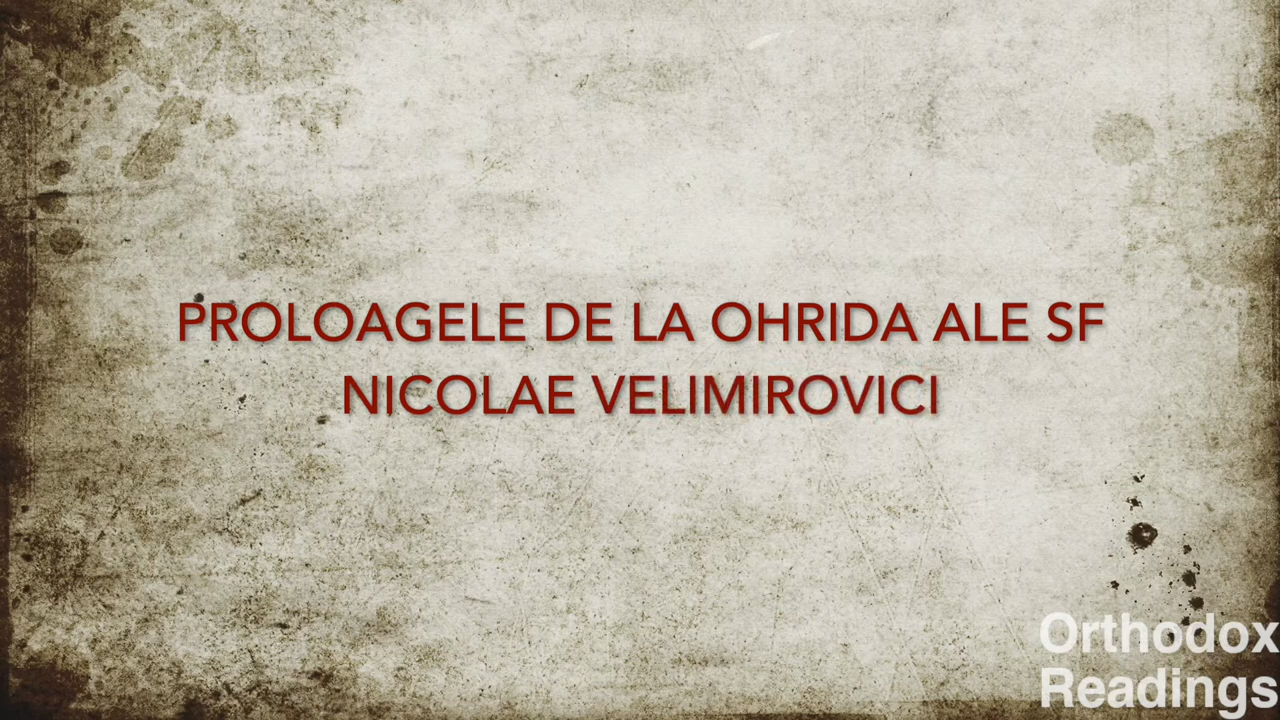 PROLOAGELE DE LA OHRIDA ALE SF
NICOLAE VELIMIROVICI
Orthodox
Readings